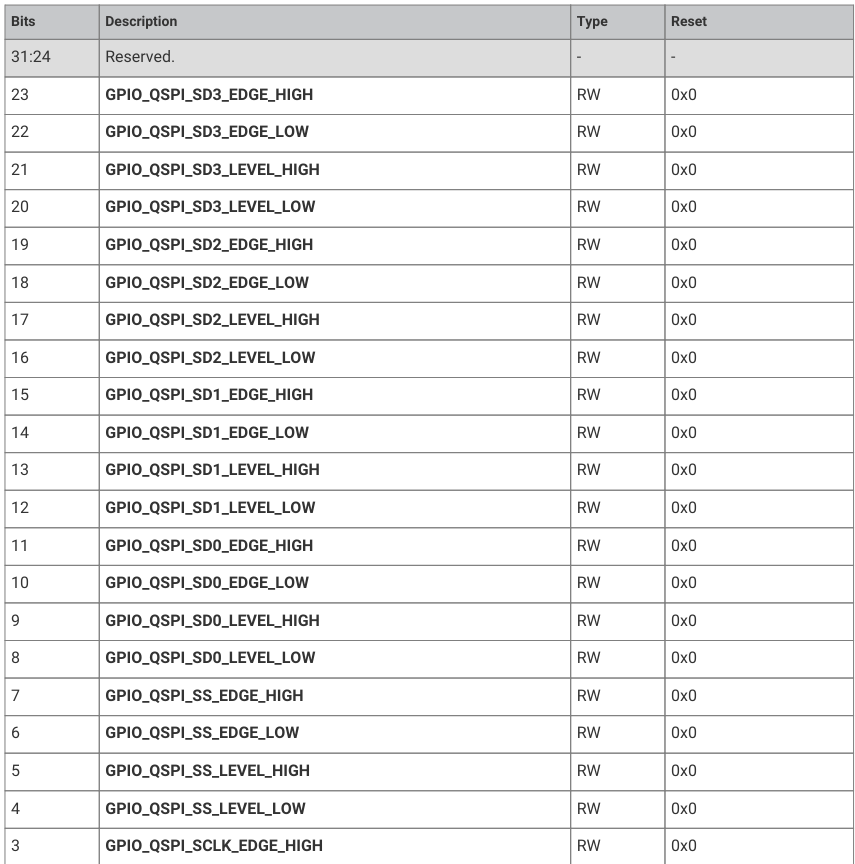 Bits Description Type Reset
31:24 Reserved. - -
23 GPIO_QSPI_SD3_EDGE_HIGH RW 0x0
22 GPIO_QSPI_SD3_EDGE_LOW RW 0x0
21 GPIO_QSPI_SD3_LEVEL_HIGH RW 0x0
20 GPIO_QSPI_SD3_LEVEL_LOW RW 0x0
19 GPIO_QSPI_SD2_EDGE_HIGH RW 0x0
18 GPIO_QSPI_SD2_EDGE_LOW RW 0x0
17 GPIO_QSPI_SD2_LEVEL_HIGH RW 0x0
16 GPIO_QSPI_SD2_LEVEL_LOW RW 0x0
15 GPIO_QSPI_SD1_EDGE_HIGH RW 0x0
14 GPIO_QSPI_SD1_EDGE_LOW RW 0x0
13 GPIO_QSPI_SD1_LEVEL_HIGH RW 0x0
12 GPIO_QSPI_SD1_LEVEL_LOW RW 0x0
11 GPIO_QSPI_SD0_EDGE_HIGH RW 0x0
10 GPIO_QSPI_SD0_EDGE_LOW RW 0x0
9 GPIO_QSPI_SD0_LEVEL_HIGH RW 0x0
8 GPIO_QSPI_SD0_LEVEL_LOW RW 0x0
7 GPIO_QSPI_SS_EDGE_HIGH RW 0x0
6 GPIO_QSPI_SS_EDGE_LOW RW 0x0
5 GPIO_QSPI_SS_LEVEL_HIGH RW 0x0
4 GPIO_QSPI_SS_LEVEL_LOW RW 0x0
3 GPIO_QSPI_SCLK_EDGE_HIGH RW 0x0